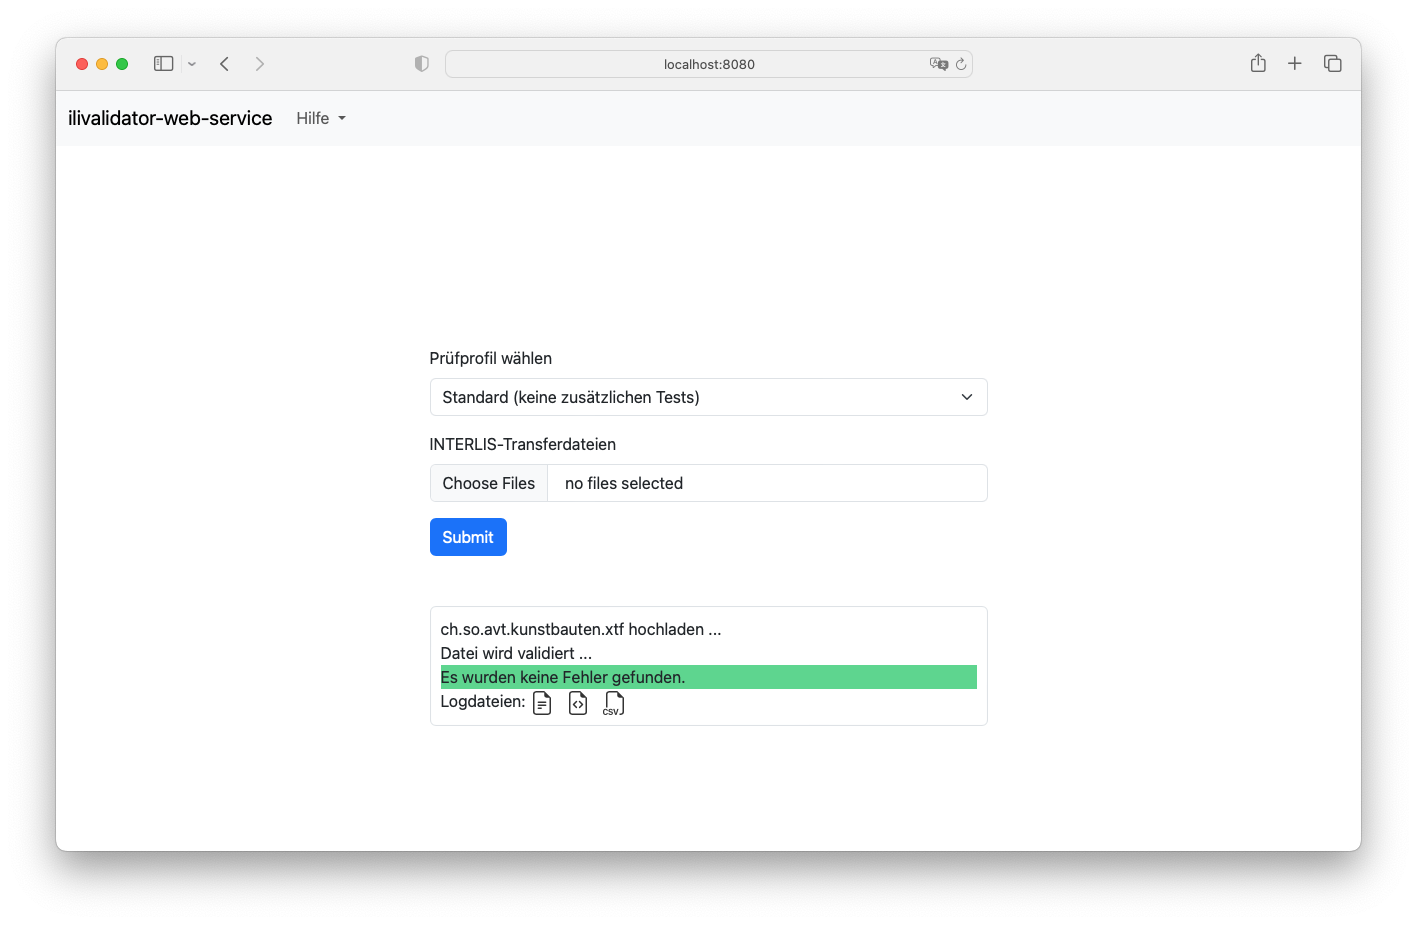 localhost:8080
ilivalidator-web-service Hilfe
Prüfprofil wählen
Standard (keine zusätzlichen Tests)
INTERLIS-Transferdateien
Choose Files no files selected
Submit
ch.so.avt.kunstbauten.xtf hochladen ...
Datei wird validiert ...
Es wurden keine Fehler gefunden.
Logdateien: CSV